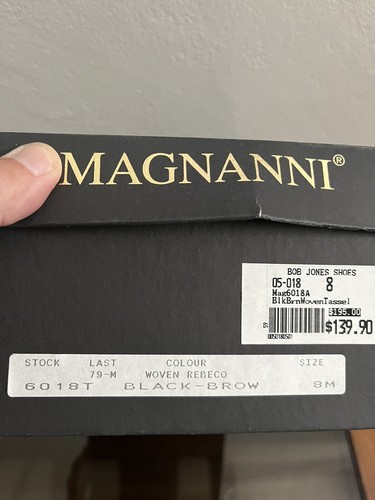 MAGNANNI®
BOB JONES SHOES
05-018 8
Mag6018A
BlkBrnWovenTassel
$195.00
$139.90
STOCK LAST COLOUR SIZE
79-M WOVEN REBECO
6018T BLACK-BROW 8M